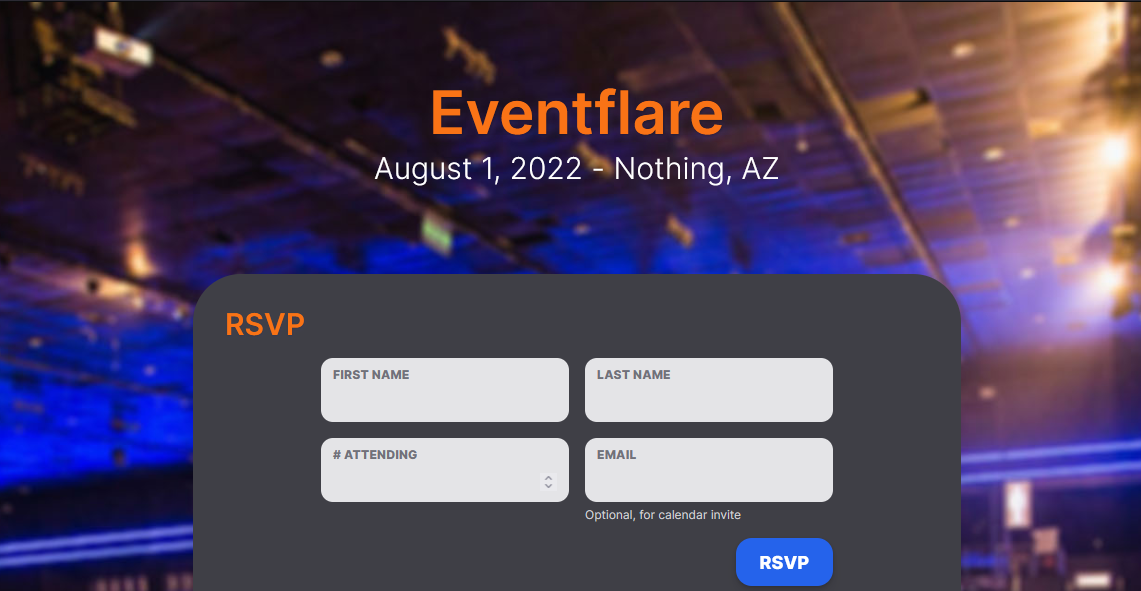 Eventflare
August 1, 2022 - Nothing, AZ
RSVP
FIRST NAME
LAST NAME
# ATTENDING
EMAIL
Optional, for calendar invite
RSVP